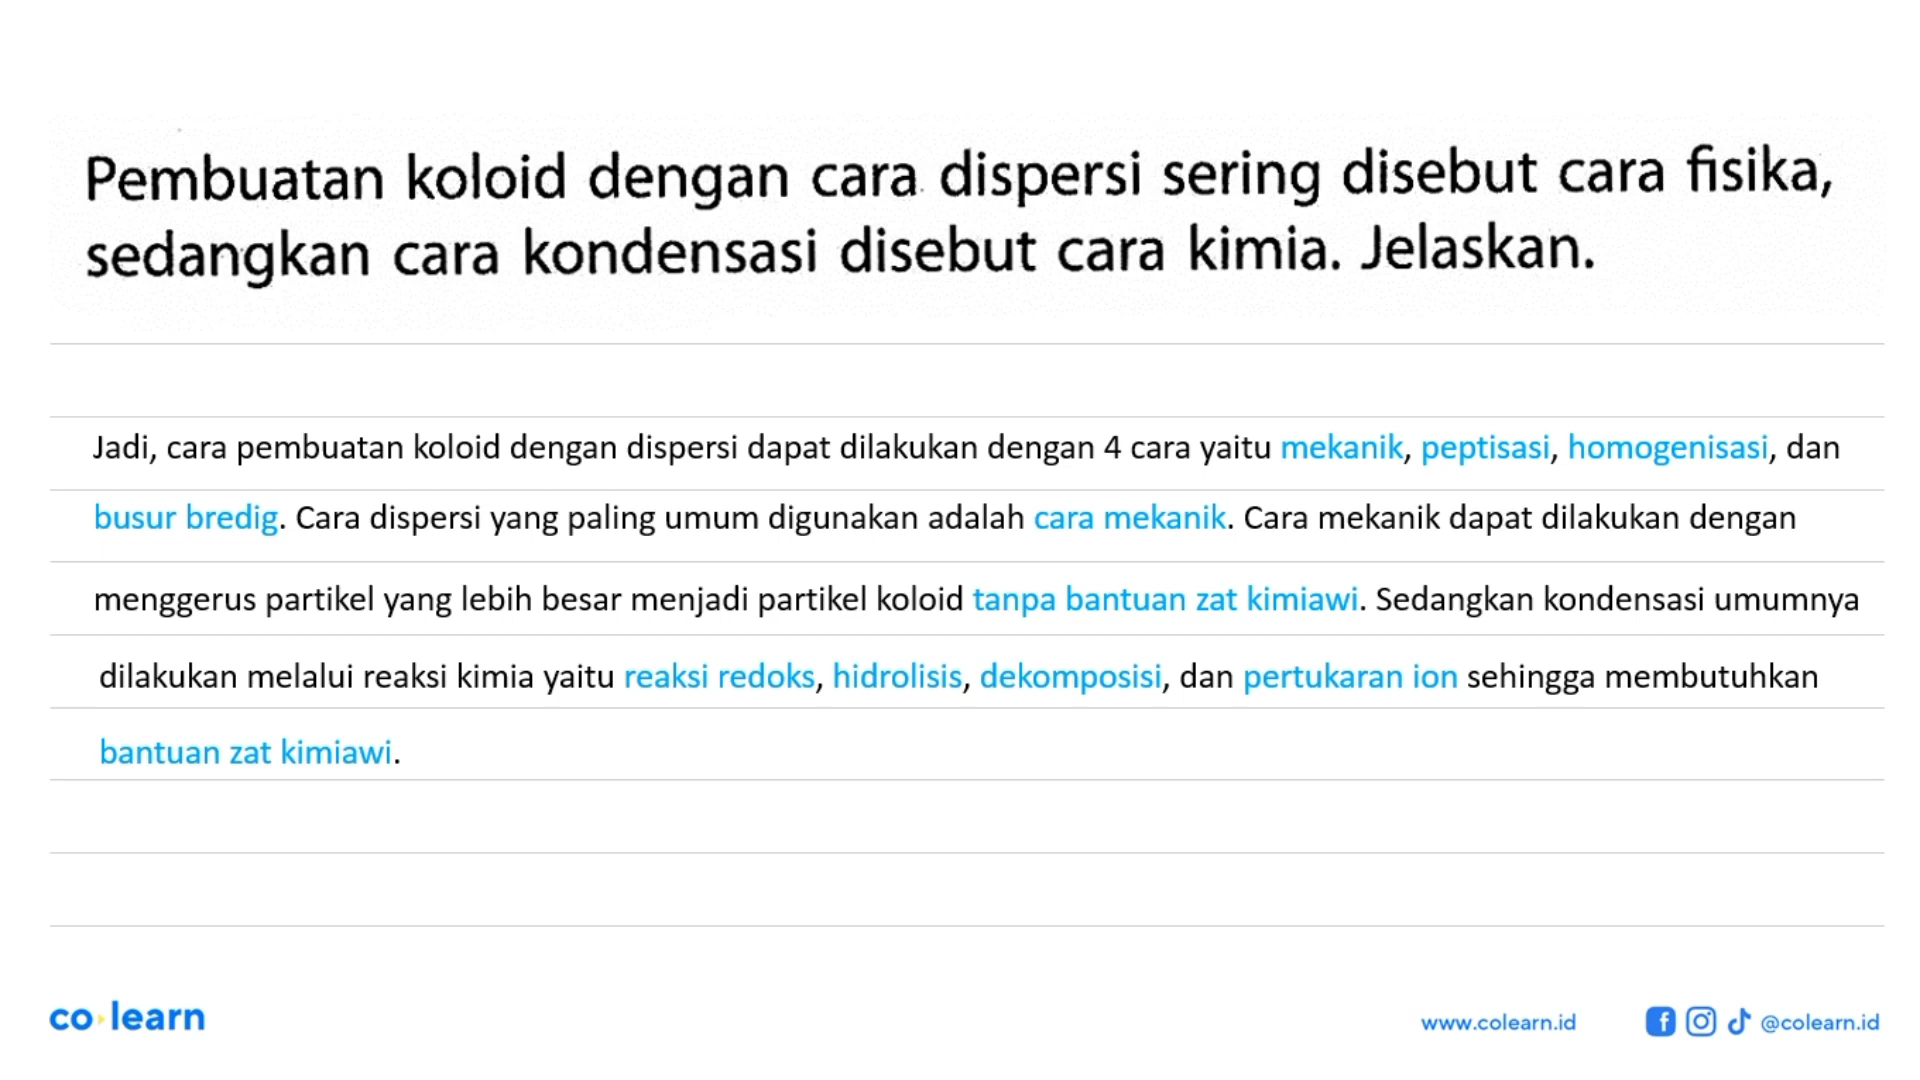 Pembuatan koloid dengan cara dispersi sering disebut cara fisika,
sedangkan cara kondensasi disebut cara kimia. Jelaskan.
Jadi, cara pembuatan koloid dengan dispersi dapat dilakukan dengan 4 cara yaitu mekanik, peptisasi, homogenisasi, dan
busur bredig. Cara dispersi yang paling umum digunakan adalah cara mekanik. Cara mekanik dapat dilakukan dengan
menggerus partikel yang lebih besar menjadi partikel koloid tanpa bantuan zat kimiawi. Sedangkan kondensasi umumnya
dilakukan melalui reaksi kimia yaitu reaksi redoks, hidrolisis, dekomposisi, dan pertukaran ion sehingga membutuhkan
bantuan zat kimiawi.
co learn
www.colearn.id
@colearn.id